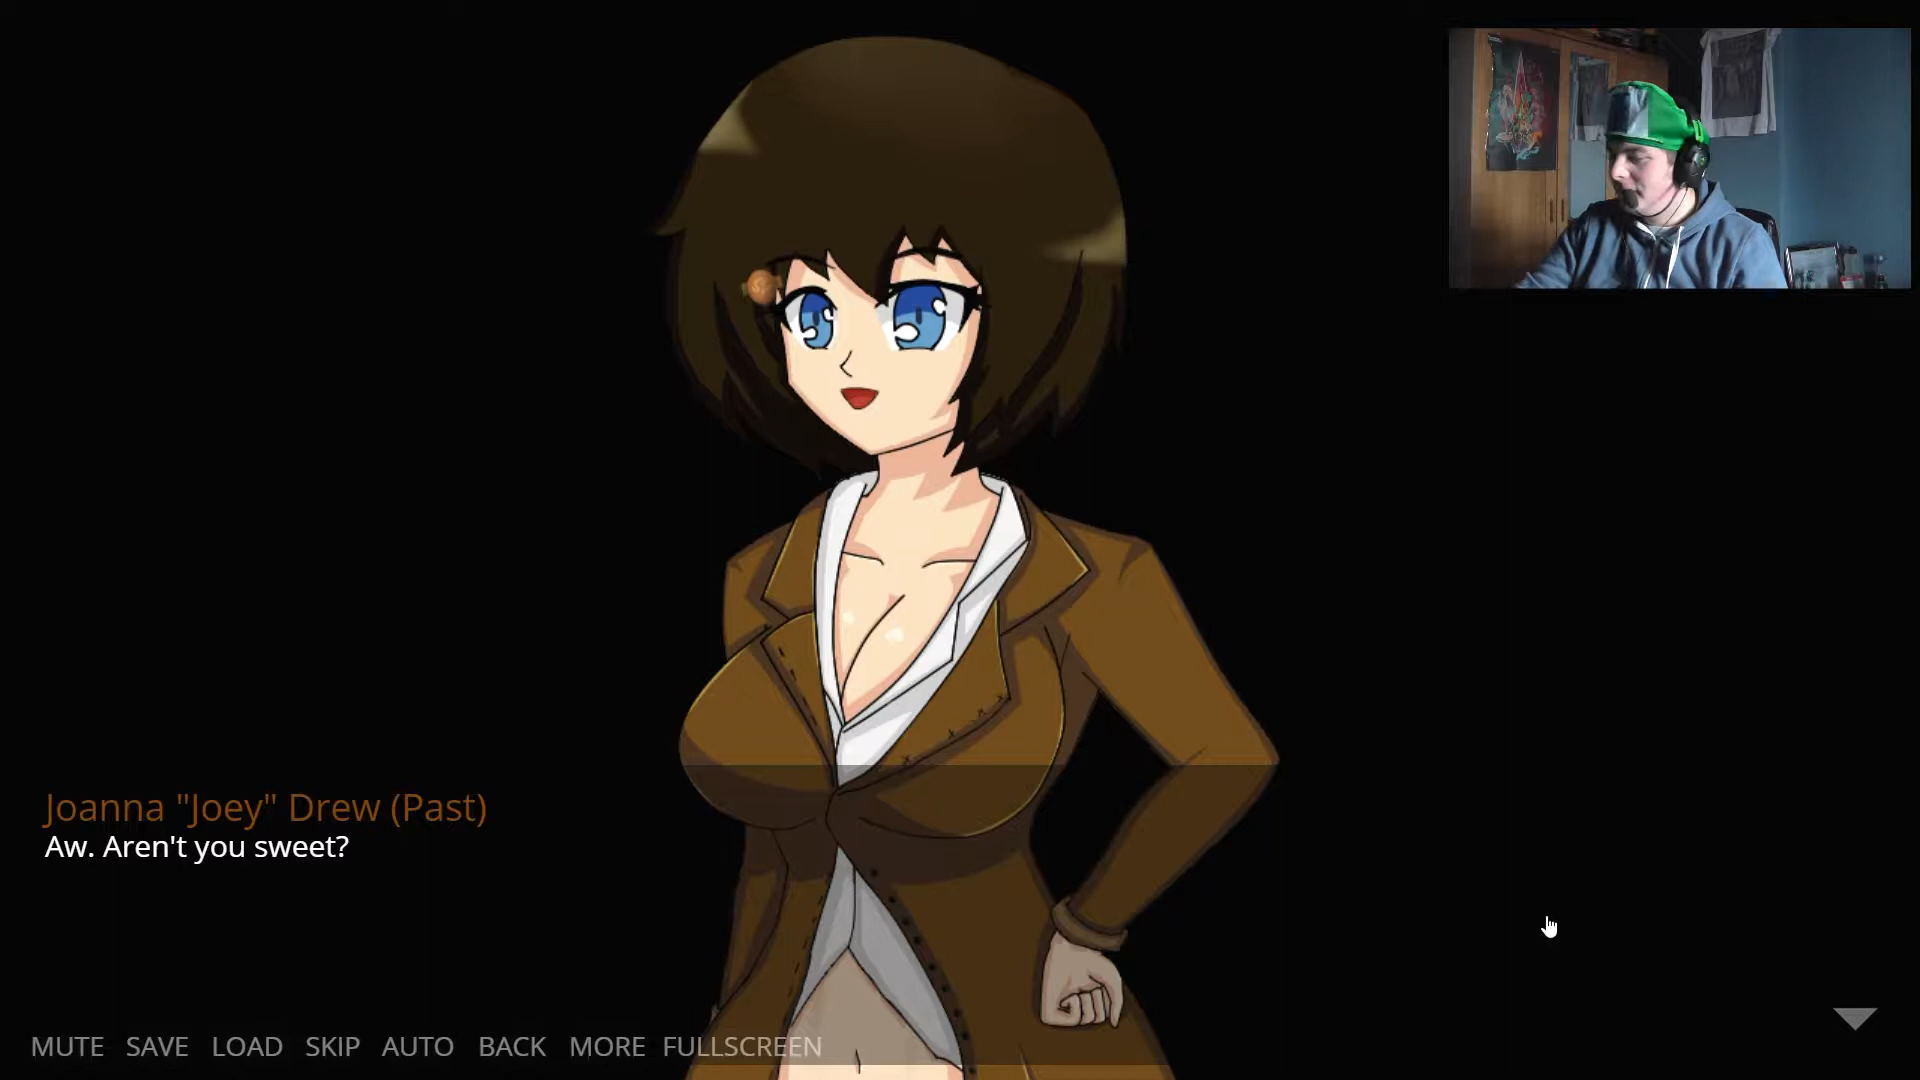 Joanna "Joey" Drew (Past)
Aw. Aren't you sweet?
MUTE SAVE LOAD SKIP AUTO BACK MORE FULLSCREEN